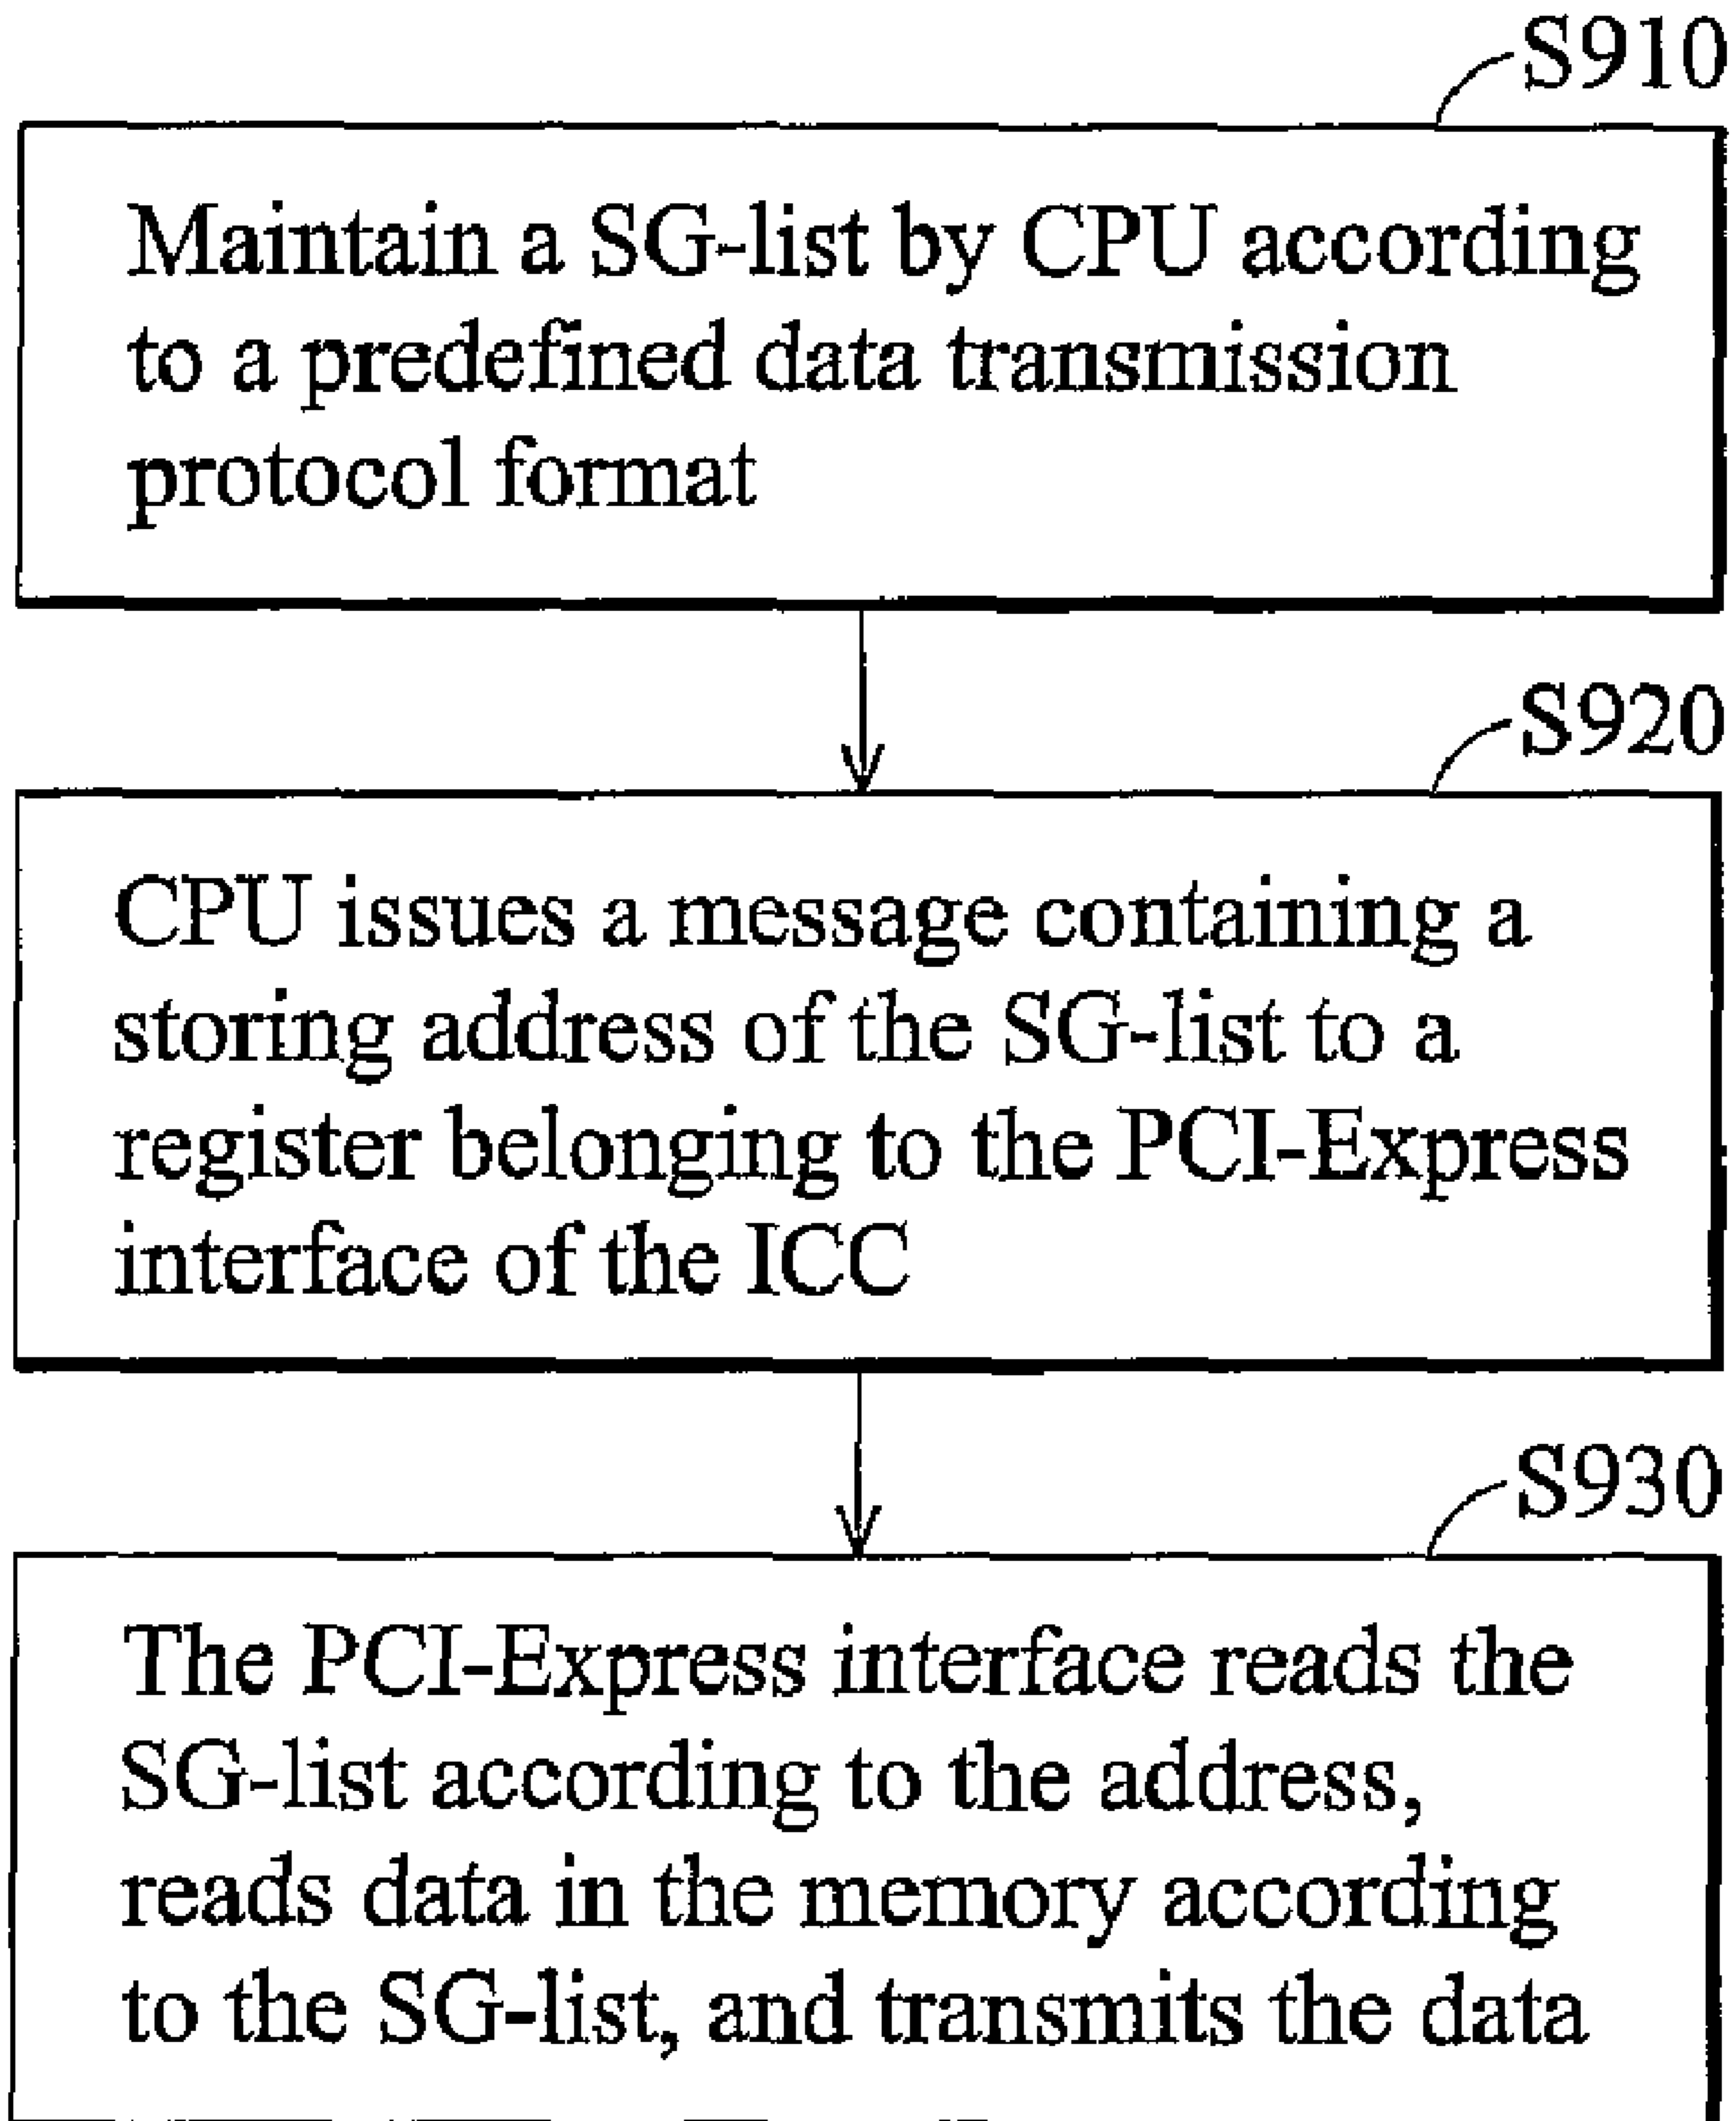 S910
Maintain a SG-list by CPU according
to a predefined data transmission
protocol format
S920
CPU issues a message containing a
storing address of the SG-list to a
register belonging to the PCI-Express
interface of the ICC
S930
The PCI-Express interface reads the
SG-list according to the address,
reads data in the memory according
to the SG-list, and transmits the data